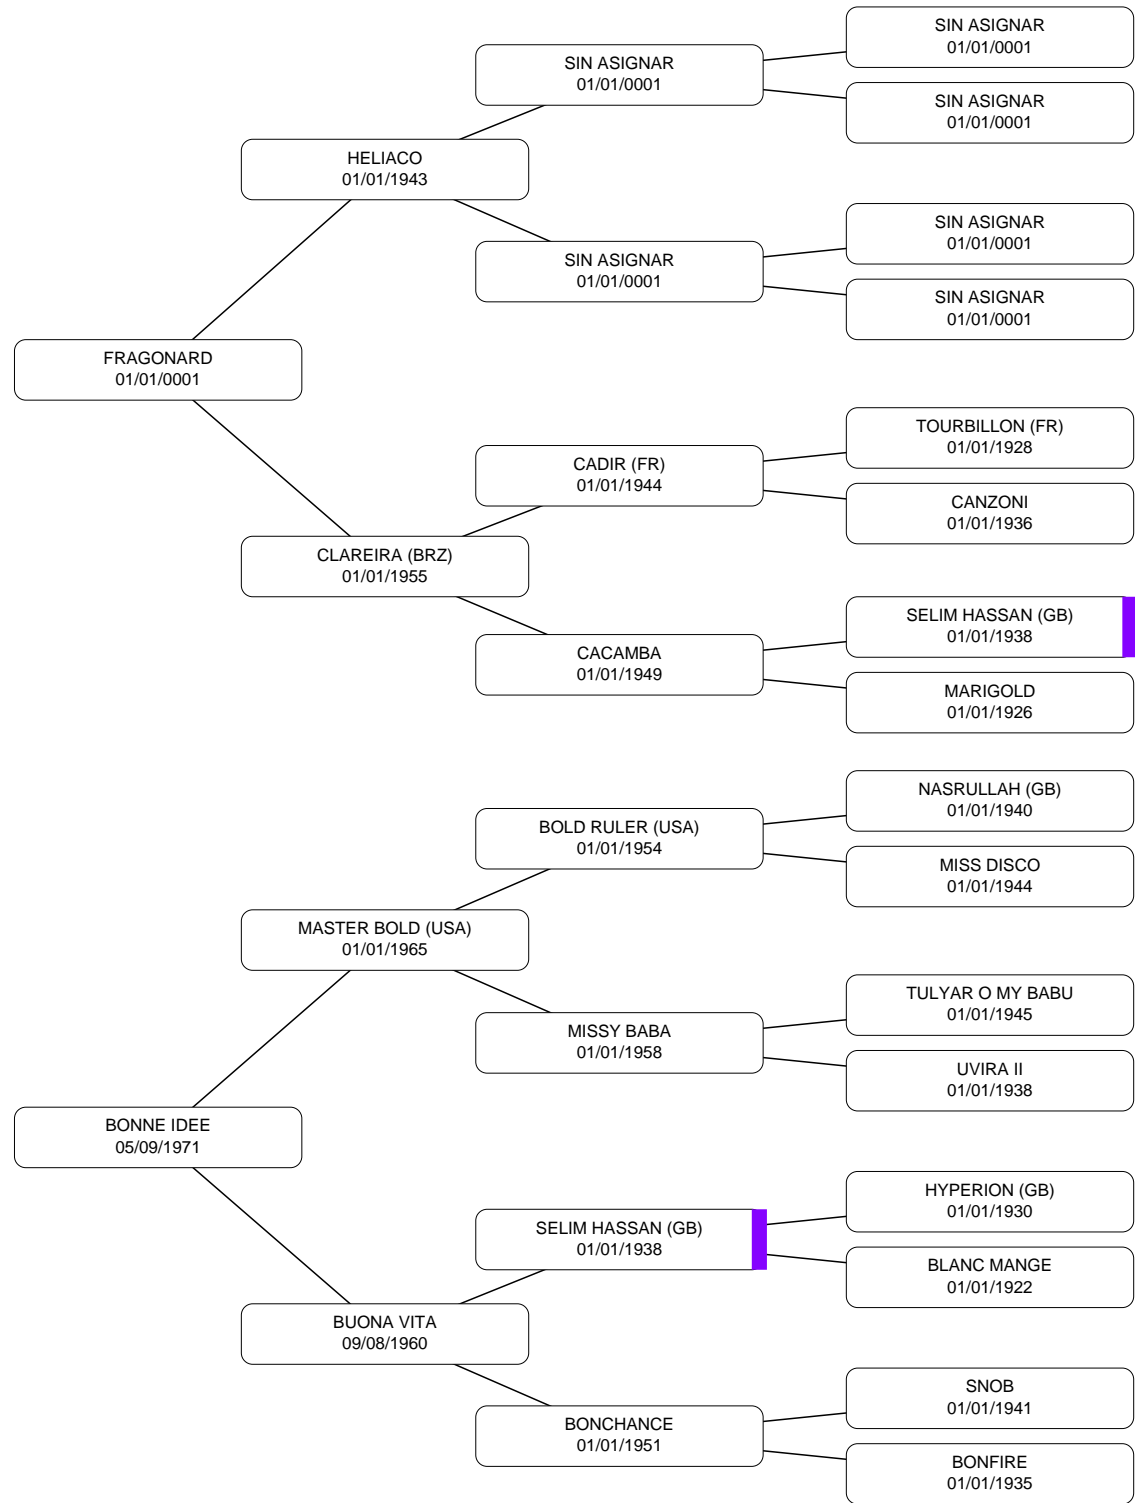 SIN ASIGNAR
01/01/0001
SIN ASIGNAR
01/01/0001
SIN ASIGNAR
01/01/0001
HELIACO
01/01/1943
SIN ASIGNAR
01/01/0001
SIN ASIGNAR
01/01/0001
SIN ASIGNAR
01/01/0001
FRAGONARD
01/01/0001
TOURBILLON (FR)
01/01/1928
CADIR (FR)
01/01/1944
CANZONI
01/01/1936
CLAREIRA (BRZ)
01/01/1955
SELIM HASSAN (GB)
01/01/1938
CACAMBA
01/01/1949
MARIGOLD
01/01/1926
NASRULLAH (GB)
01/01/1940
BOLD RULER (USA)
01/01/1954
MISS DISCO
01/01/1944
MASTER BOLD (USA)
01/01/1965
TULYAR O MY BABU
01/01/1945
MISSY BABA
01/01/1958
UVIRA II
01/01/1938
BONNE IDEE
05/09/1971
HYPERION (GB)
01/01/1930
SELIM HASSAN (GB)
01/01/1938
BLANC MANGE
01/01/1922
BUONA VITA
09/08/1960
SNOB
01/01/1941
BONCHANCE
01/01/1951
BONFIRE
01/01/1935